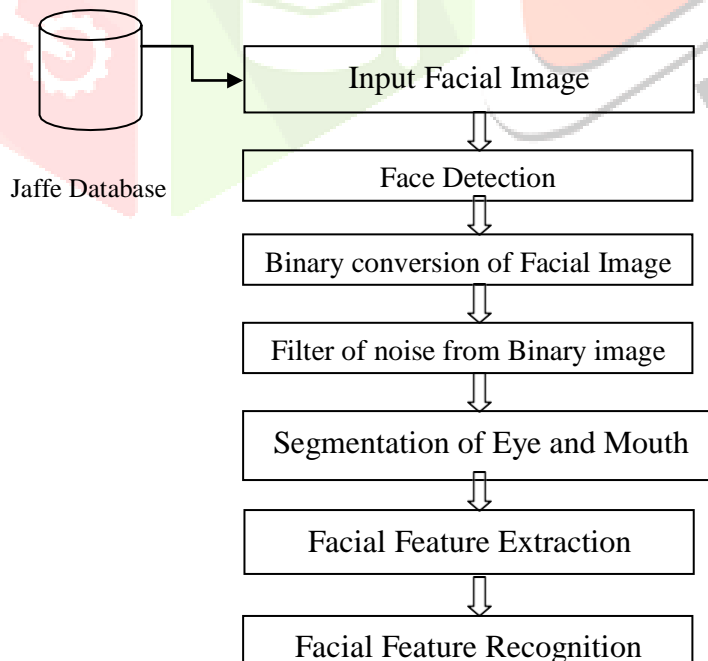 Input Facial Image
Jaffe Database
Face Detection
Binary conversion of Facial Image
Filter of noise from Binary image
Segmentation of Eye and Mouth
Facial Feature Extraction
Facial Feature Recognition